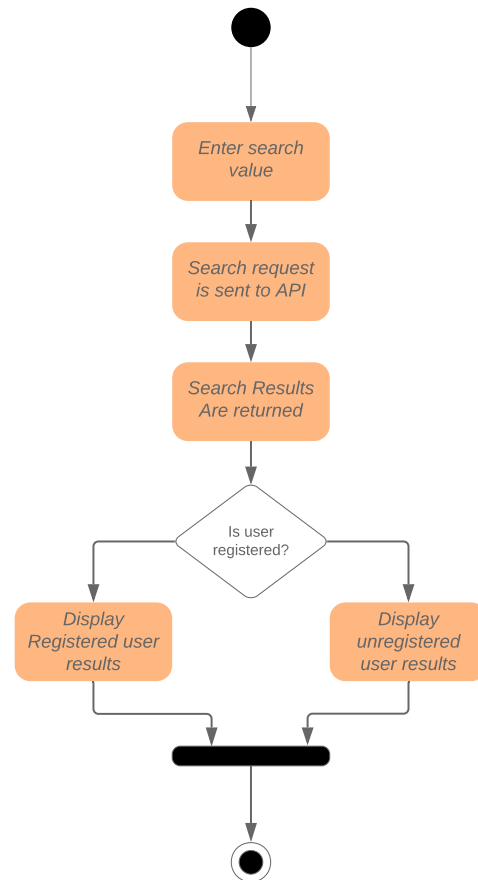 Enter search
value
Search request
is sent to API
Search Results
Are returned
Is user
registered?
Display
Registered user
results
Display
unregistered
user results